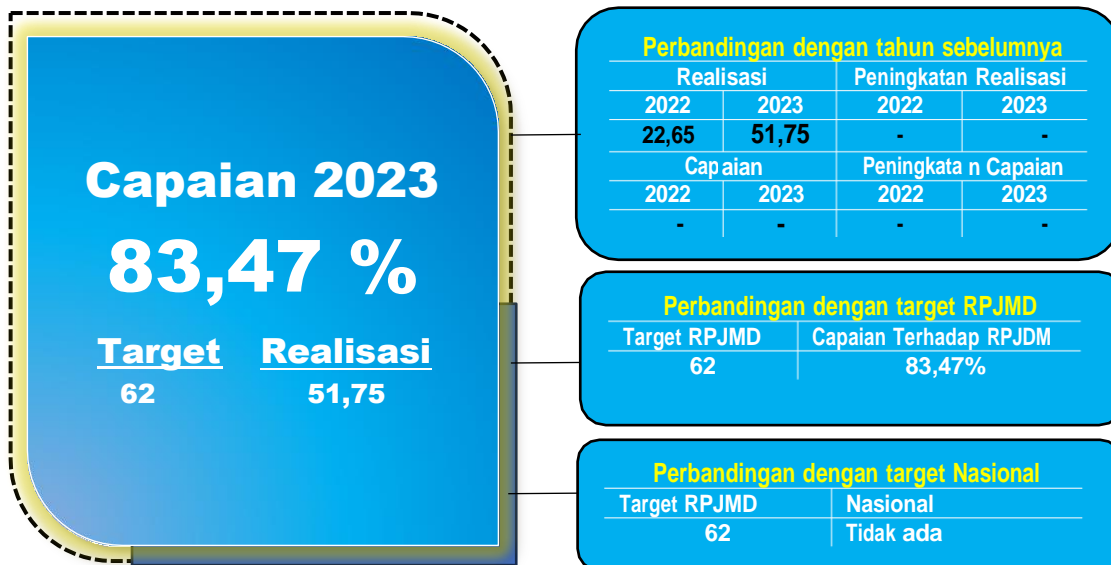 Capaian 2023
83,47 %
Target Realisasi
62 51,75
Perbandingan dengan tahun sebelumnya
Realisasi Peningkatan Realisasi
2022 2023 2022 2023
22,65 51,75 - -
Capaian Peningkata n Capaian
2022 2023 2022 2023
- - - -
Perbandingan dengan target RPJMD
Target RPJMD Capaian Terhadap RPJDM
62 83,47%
Perbandingan dengan target Nasional
Target RPJMD Nasional
62 Tidak ada